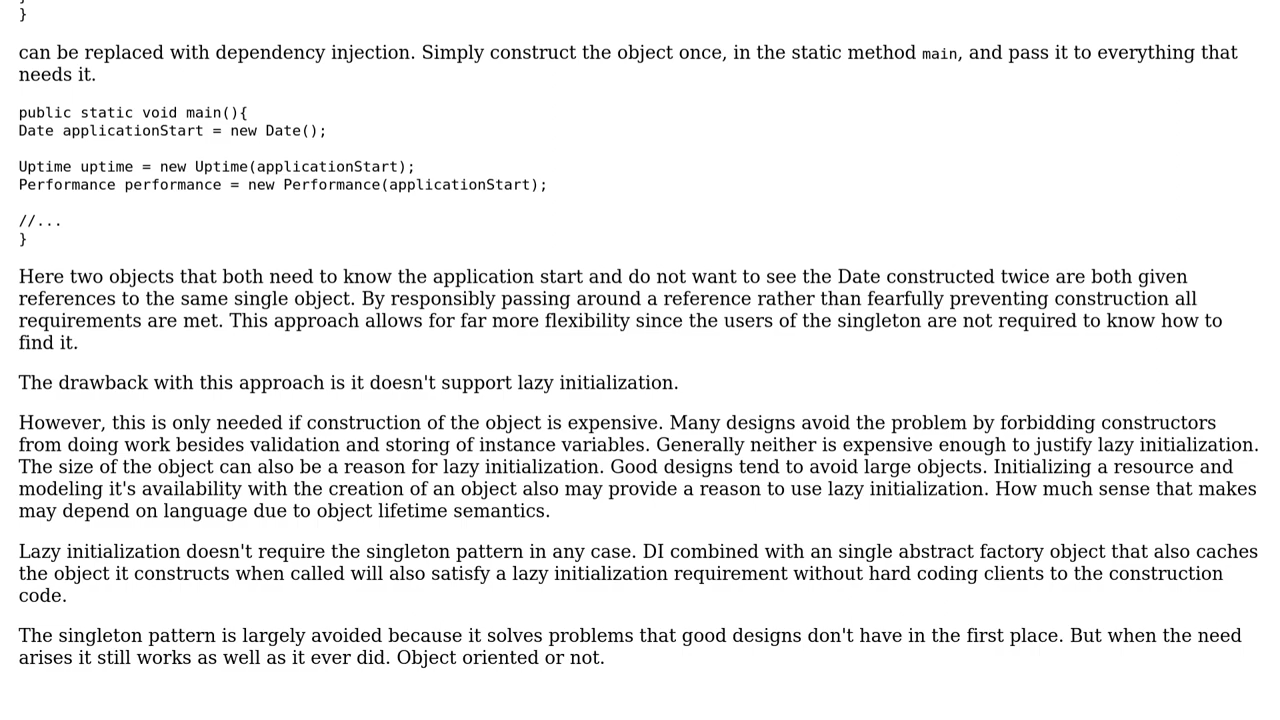 }
can be replaced with dependency injection. Simply construct the object once, in the static method main, and pass it to everything that
needs it.
public static void main(){
Date applicationStart = new Date();
Uptime uptime = new Uptime(applicationStart);
Performance performance = new Performance(applicationStart);
//...
}
Here two objects that both need to know the application start and do not want to see the Date constructed twice are both given
references to the same single object. By responsibly passing around a reference rather than fearfully preventing construction all
requirements are met. This approach allows for far more flexibility since the users of the singleton are not required to know how to
find it.
The drawback with this approach is it doesn't support lazy initialization.
However, this is only needed if construction of the object is expensive. Many designs avoid the problem by forbidding constructors
from doing work besides validation and storing of instance variables. Generally neither is expensive enough to justify lazy initialization.
The size of the object can also be a reason for lazy initialization. Good designs tend to avoid large objects. Initializing a resource and
modeling it's availability with the creation of an object also may provide a reason to use lazy initialization. How much sense that makes
may depend on language due to object lifetime semantics.
Lazy initialization doesn't require the singleton pattern in any case. DI combined with an single abstract factory object that also caches
the object it constructs when called will also satisfy a lazy initialization requirement without hard coding clients to the construction
code.
The singleton pattern is largely avoided because it solves problems that good designs don't have in the first place. But when the need
arises it still works as well as it ever did. Object oriented or not.